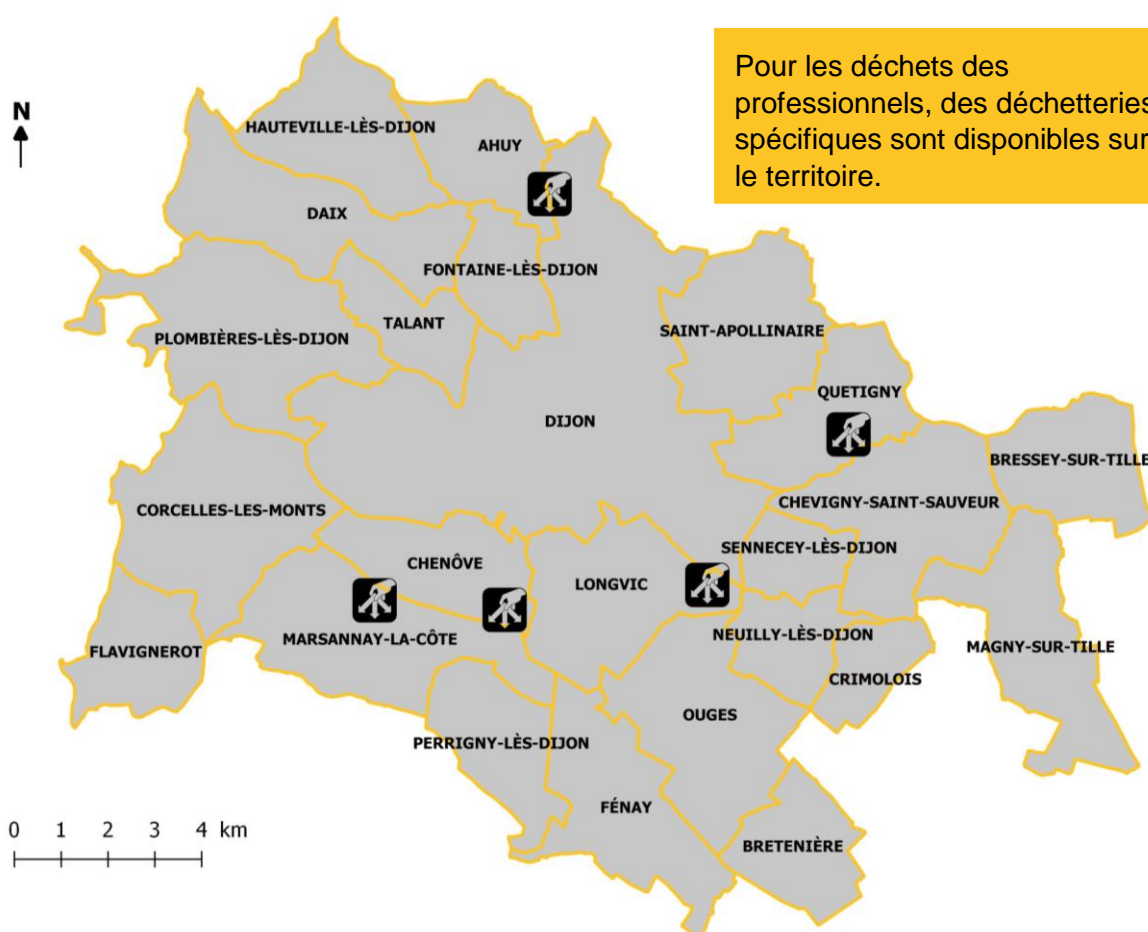 Pour les déchets des
professionnels, des déchetteries
spécifiques sont disponibles sur
le territoire.
N
HAUTEVILLE-LÈS-DIJON
AHUY
DAIX
FONTAINE-LÈS-DIJON
TALANT
PLOMBIÈRES-LÈS-DIJON
SAINT-APOLLINAIRE
QUETIGNY
DIJON
BRESSEY-SUR-TILLE
CHEVIGNY-SAINT-SAUVEUR
CORCELLES-LES-MONTS
SENNECEY-LÈS-DIJON
CHENÔVE
LONGVIC
NEUILLY-LÈS-DIJON
MARSANNAY-LA-CÔTE
FLAVIGNEROT
MAGNY-SUR-TILLE
CRIMOLOIS
OUGES
PERRIGNY-LÈS-DIJON
FÉNAY
BRETENIÈRE
0 1 2 3 4 km